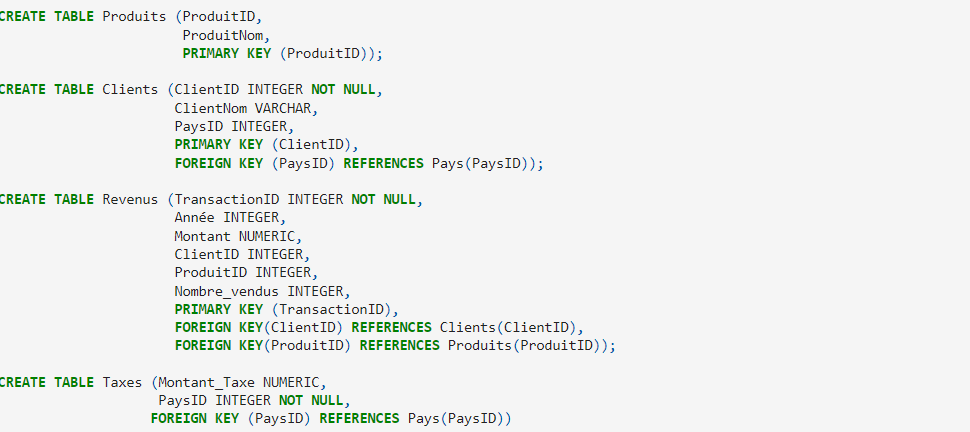 CREATE TABLE Produits (ProduitID,
ProduitNom,
PRIMARY KEY (ProduitID));
CREATE TABLE Clients (ClientID INTEGER NOT NULL,
ClientNom VARCHAR,
PaysID INTEGER,
PRIMARY KEY (ClientID),
FOREIGN KEY (PaysID) REFERENCES Pays(PaysID));
CREATE TABLE Revenus (TransactionID INTEGER NOT NULL,
Année INTEGER,
Montant NUMERIC,
ClientID INTEGER,
ProduitID INTEGER,
Nombre_vendus INTEGER,
PRIMARY KEY (TransactionID),
FOREIGN KEY(ClientID) REFERENCES Clients(ClientID),
FOREIGN KEY(ProduitID) REFERENCES Produits(ProduitID));
CREATE TABLE Taxes (Montant_Taxe NUMERIC,
PaysID INTEGER NOT NULL,
FOREIGN KEY (PaysID) REFERENCES Pays(PaysID))